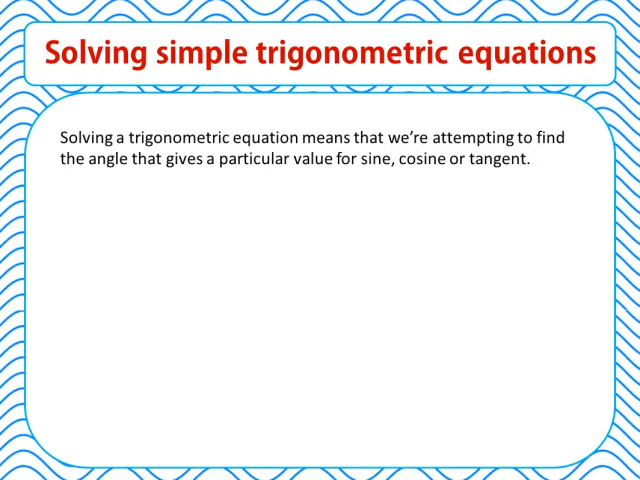 Solving simple trigonometric equations
Solving a trigonometric equation means that we’re attempting to find
the angle that gives a particular value for sine, cosine or tangent.